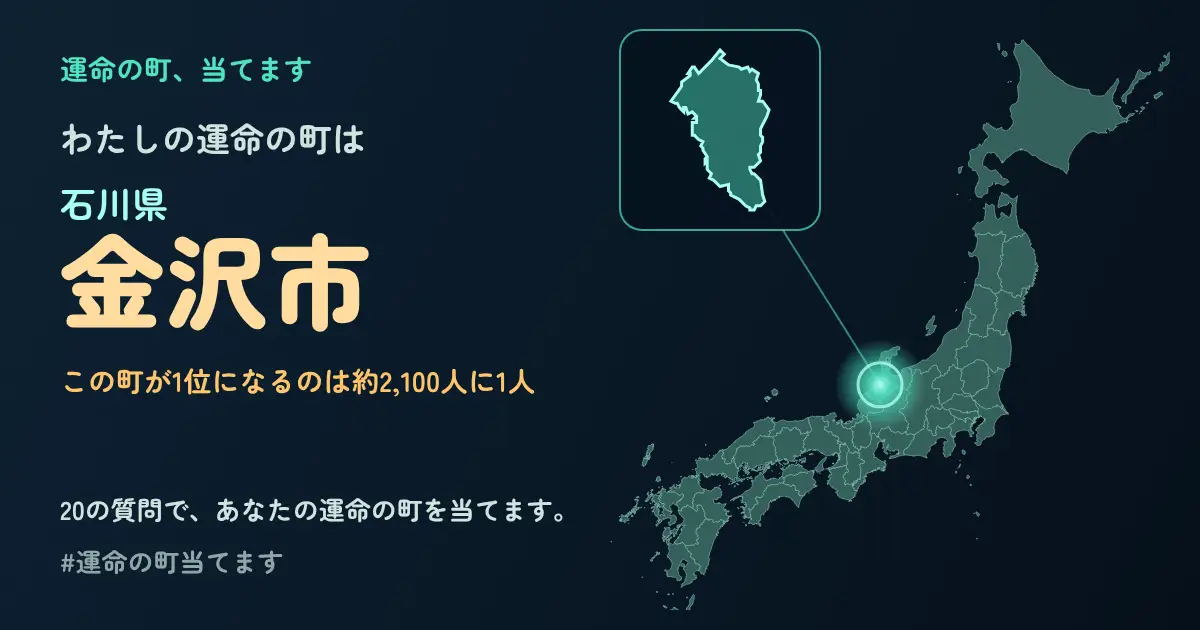 運命の町、当てます
わたしの運命の町は
石川県
金沢市
この町が1位になるのは約2,100人に1人
20の質問で、あなたの運命の町を当てます。
#運命の町当てます